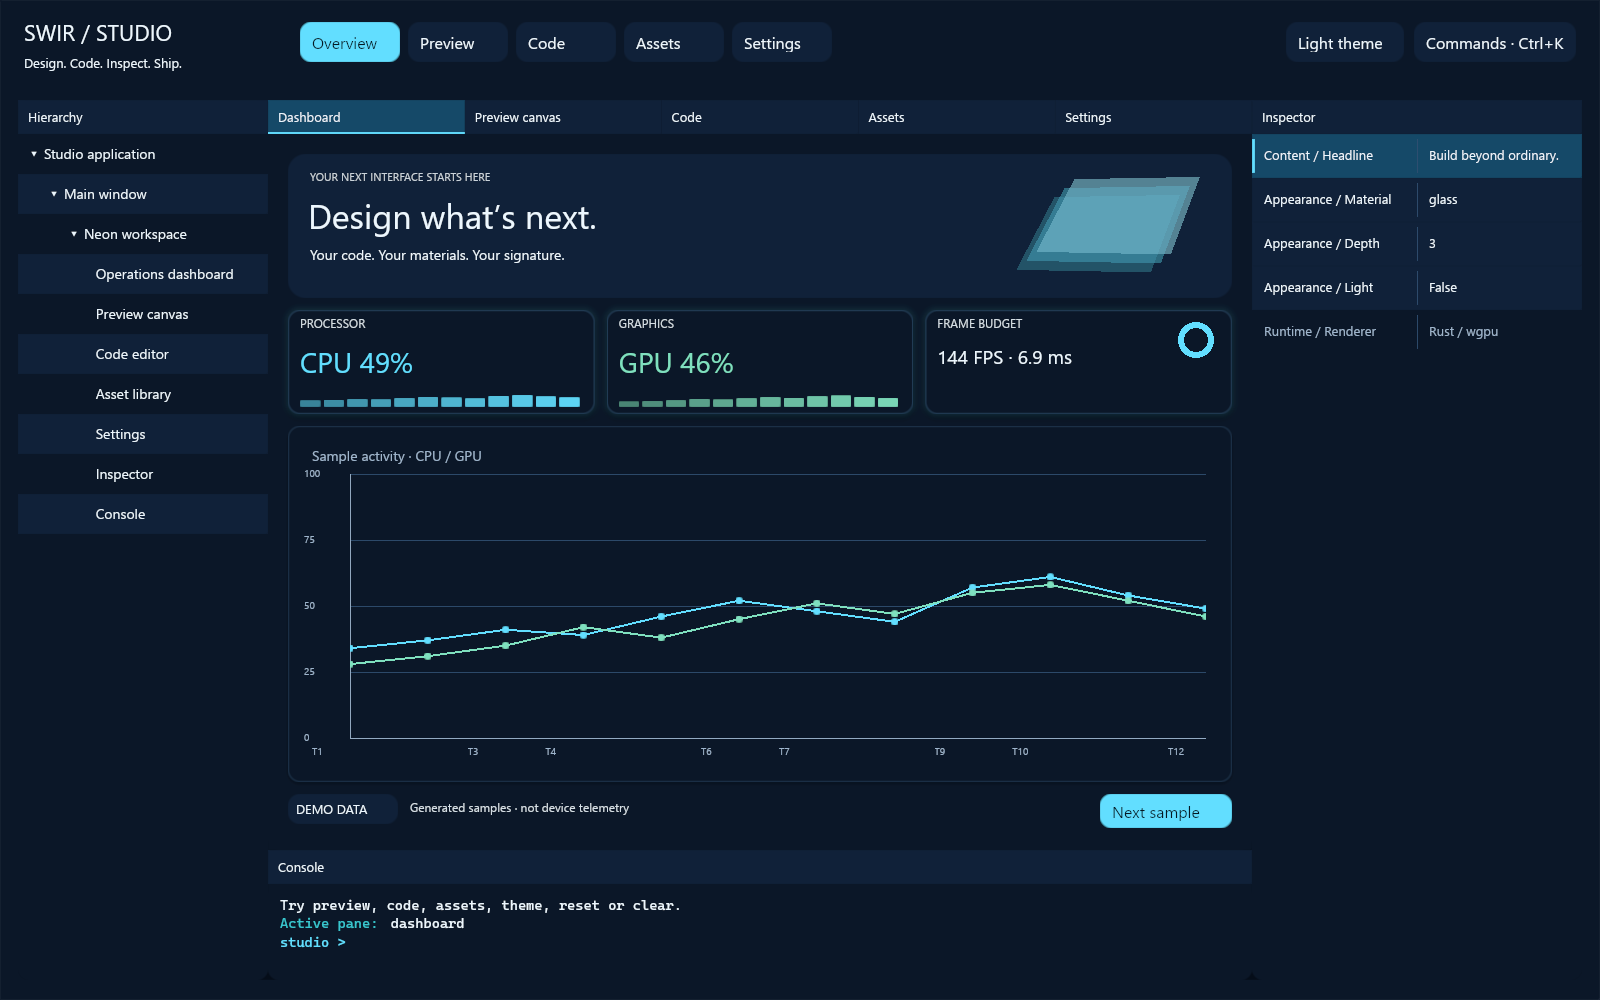 SWIR / STUDIO
Design. Code. Inspect. Ship.
Overview
Preview
Code
Assets
Settings
Light theme
Commands · Ctrl+K
Hierarchy
Studio application
Main window
Neon workspace
Operations dashboard
Preview canvas
Code editor
Asset library
Settings
Inspector
Console
Dashboard
Preview canvas
Code
Assets
Settings
YOUR NEXT INTERFACE STARTS HERE
Design what’s next.
Your code. Your materials. Your signature.
PROCESSOR
CPU 49%
GRAPHICS
GPU 46%
FRAME BUDGET
144 FPS · 6.9 ms
Sample activity · CPU / GPU
100
75
50
25
0
T1
T3
T4
T6
T7
T9
T10
T12
DEMO DATA
Generated samples · not device telemetry
Next sample
Console
Try preview, code, assets, theme, reset or clear.
Active pane: dashboard
studio >
Inspector
Content / Headline
Build beyond ordinary.
Appearance / Material
glass
Appearance / Depth
3
Appearance / Light
False
Runtime / Renderer
Rust / wgpu